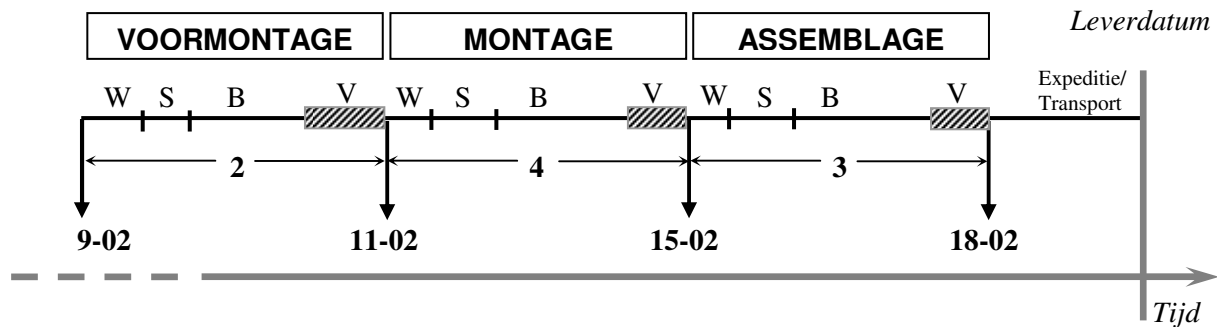 Leverdatum
VOORMONTAGE MONTAGE ASSEMBLAGE
Expeditie/
Transport
W S B V W S B V W S B V
2 4 3
9-02 11-02 15-02 18-02
Tijd